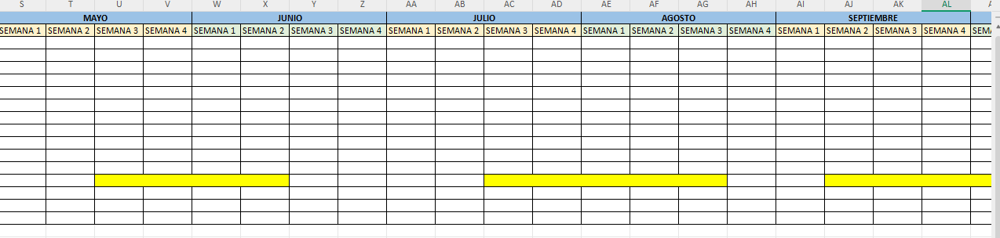 S T U V W X Y Z AA AB AC AD AE AF AG AH AI AJ AK AL
MAYO JUNIO JULIO AGOSTO SEPTIEMBRE
SEMANA 1 SEMANA 2 SEMANA 3 SEMANA 4 SEMANA 1 SEMANA 2 SEMANA 3 SEMANA 4 SEMANA 1 SEMANA 2 SEMANA 3 SEMANA 4 SEMANA 1 SEMANA 2 SEMANA 3 SEMANA 4 SEMANA 1 SEMANA 2 SEMANA 3 SEMANA 4